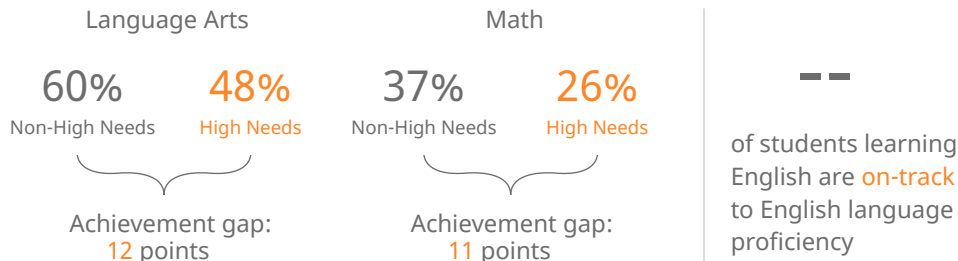 Language Arts
60% 48%
Non-High Needs High Needs
Achievement gap:
12 points
Math
37% 26%
Non-High Needs High Needs
Achievement gap:
11 points
--
of students learning
English are on-track
to English language
proficiency